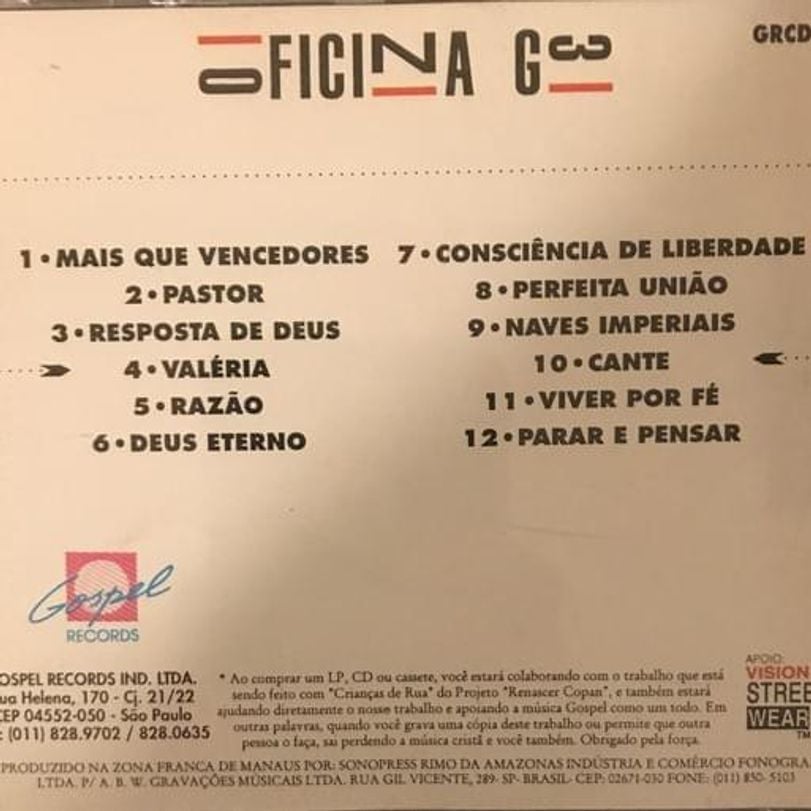 OFICINA G3
GRCD
1•MAIS QUE VENCEDORES
2•PASTOR
3•RESPOSTA DE DEUS
4•VALÉRIA
5•RAZÃO
6•DEUS ETERNO
7•CONSCIÊNCIA DE LIBERDADE
8•PERFEITA UNIÃO
9•NAVES IMPERIAIS
10•CANTE
11•VIVER POR FÉ
12•PARAR E PENSAR
Gospel
RECORDS
OSPEL RECORDS IND. LTDA.
ua Helena, 170 - Cj. 21/22
CEP 04552-050 - São Paulo
: (011) 828.9702 / 828.0635
* Ao comprar um LP, CD ou cassete, você estará colaborando com o trabalho que está
sendo feito com "Crianças de Rua" do Projeto "Renascer Copan", e também estará
ajudando diretamente o nosso trabalho e apoiando a música Gospel como um todo. Em
outras palavras, quando você grava uma cópia deste trabalho ou permite que outra
pessoa o faça, sai perdendo a música cristã e você também. Obrigado pela força.
APOIO:
VISION
STREE
WEAR
TM
PRODUZIDO NA ZONA FRANCA DE MANAUS POR: SONOPRESS RIMO DA AMAZONAS INDÚSTRIA E COMÉRCIO FONOGRA
LTDA. P/ A. B. W. GRAVAÇÕES MÚSICAIS LTDA. RUA GIL VICENTE, 289- SP- BRASIL- CEP: 02671-030 FONE: (011) 850- 5103